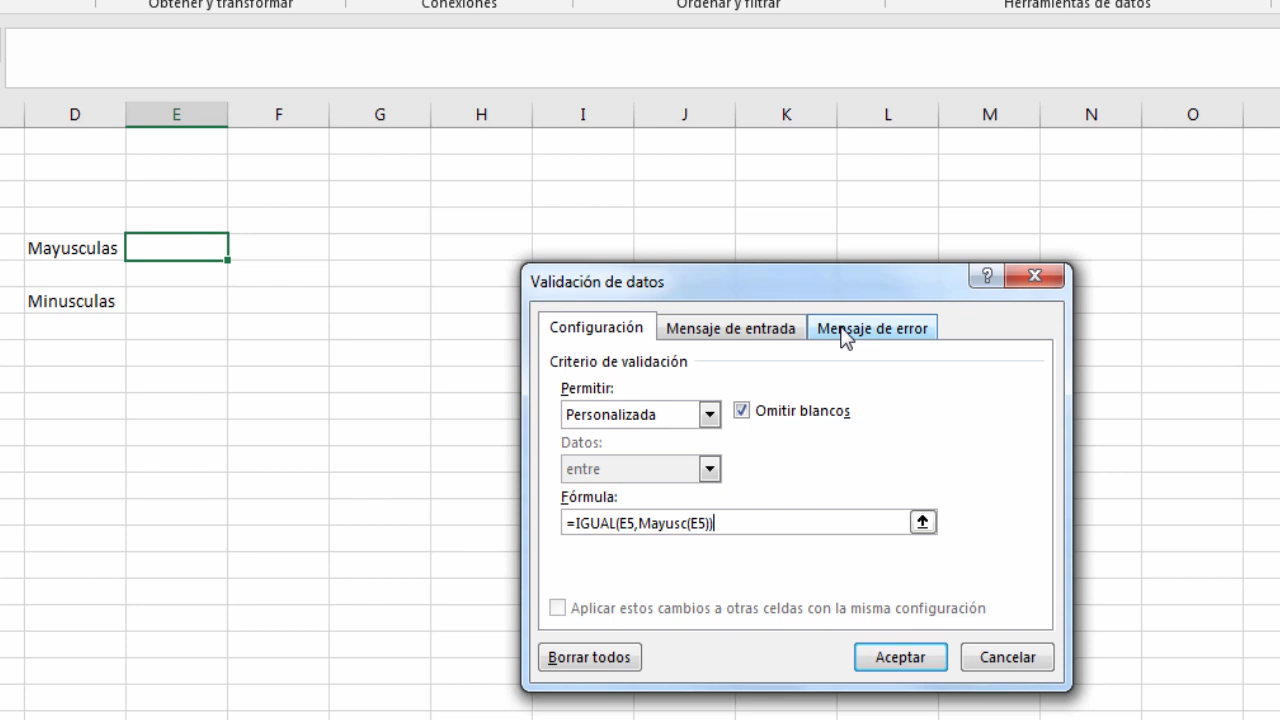 Obtener y transformar Conexiones Ordenar y filtrar Herramientas de datos
D E F G H I J K L M N O
Mayusculas
Minusculas
Validación de datos
?
Configuración Mensaje de entrada Mensaje de error
Criterio de validación
Permitir:
Personalizada Omitir blancos
Datos:
entre
Fórmula:
=IGUAL(E5,Mayusc(E5))
Aplicar estos cambios a otras celdas con la misma configuración
Borrar todos Aceptar Cancelar